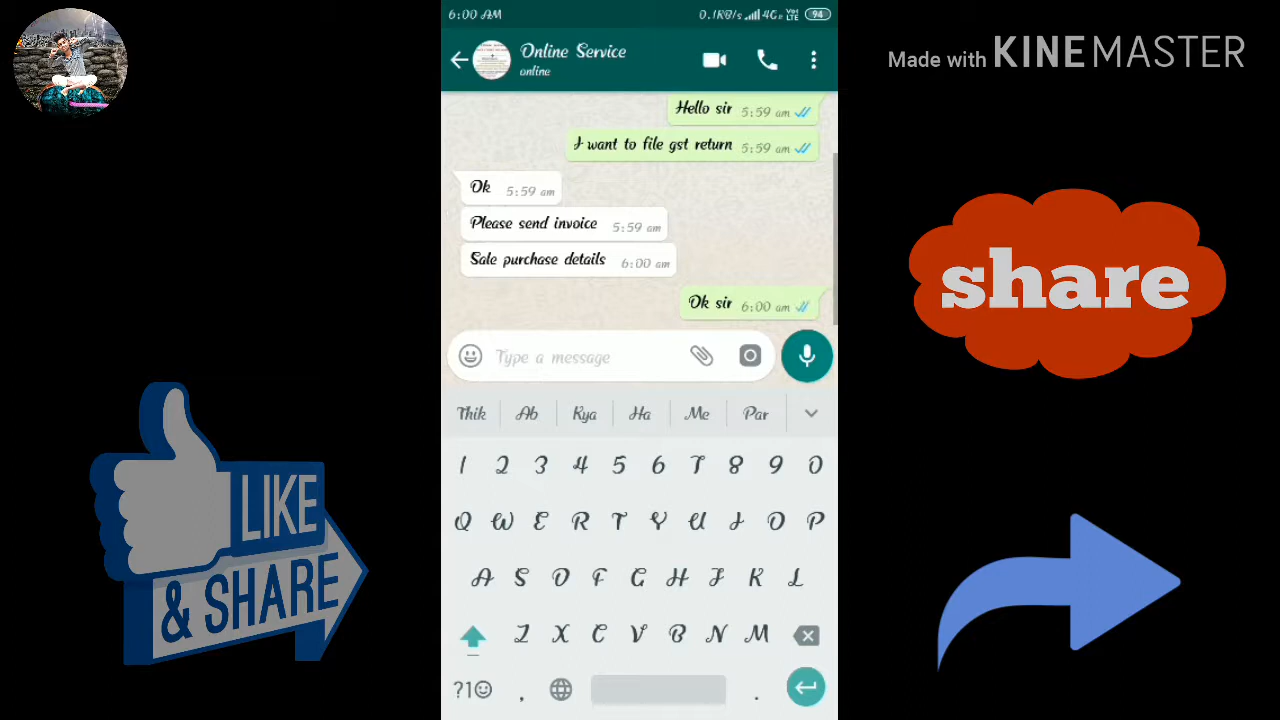 6:00 AM
0.1KB/s
4G
VoLTE
94
Made with KINEMASTER
Online Service
online
Hello sir 5:59 am
I want to file gst return 5:59 am
Ok 5:59 am
Please send invoice 5:59 am
Sale purchase details 6:00 am
Ok sir 6:00 am
share
Type a message
Thik Ab Kya Ha Me Par
1 2 3 4 5 6 7 8 9 0
Q W E R T Y U I O P
A S D F G H J K L
Z X C V B N M
?1 , .
LIKE
& SHARE